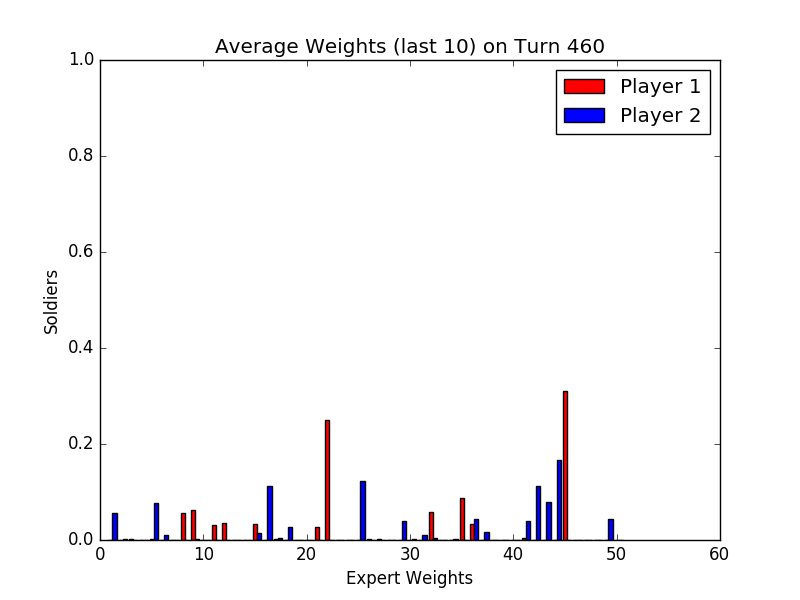 Average Weights (last 10) on Turn 460
1.0
0.8
0.6
0.4
0.2
0.0
Soldiers
Player 1
Player 2
0 10 20 30 40 50 60
Expert Weights